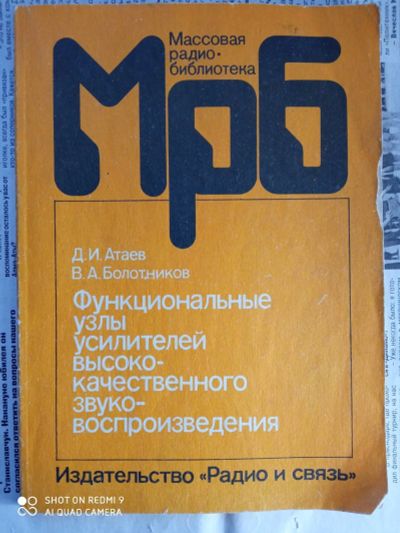 Массовая
радио-
библиотека
Мрб
Д.И.Атаев
В.А.Болотников
Функциональные
узлы
усилителей
высоко-
качественного
звуко-
воспроизведения
Издательство «Радио и связь»
SHOT ON REDMI 9
AI QUAD CAMERA